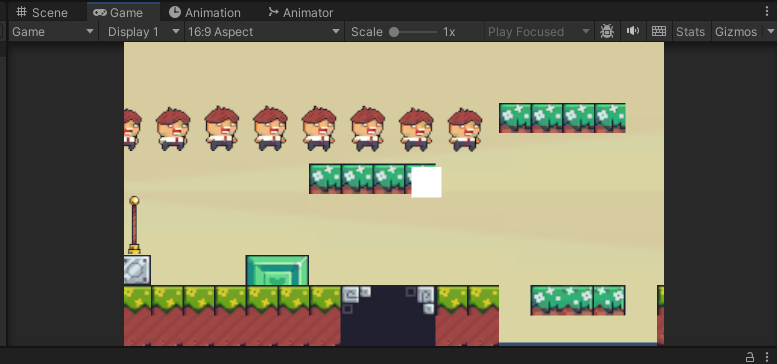 Scene Game Animation Animator
Game Display 1 16:9 Aspect Scale 1x Play Focused Stats Gizmos